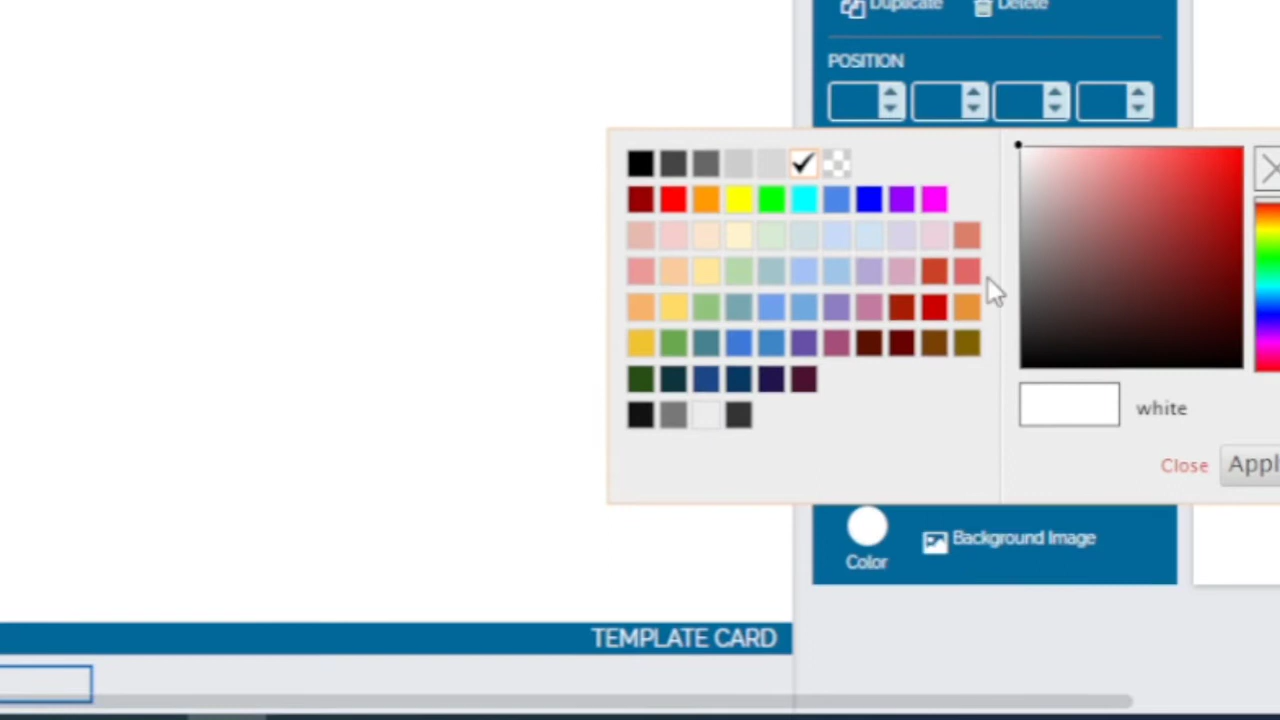 Duplicate Delete
POSITION
white
Close Appl
Color Background Image
TEMPLATE CARD